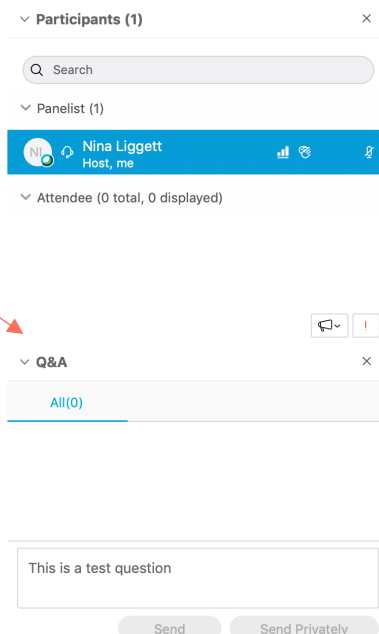 Participants (1)
Search
Panelist (1)
NL
Nina Liggett
Host, me
Attendee (0 total, 0 displayed)
!
Q&A
All(0)
This is a test question
Send
Send Privately